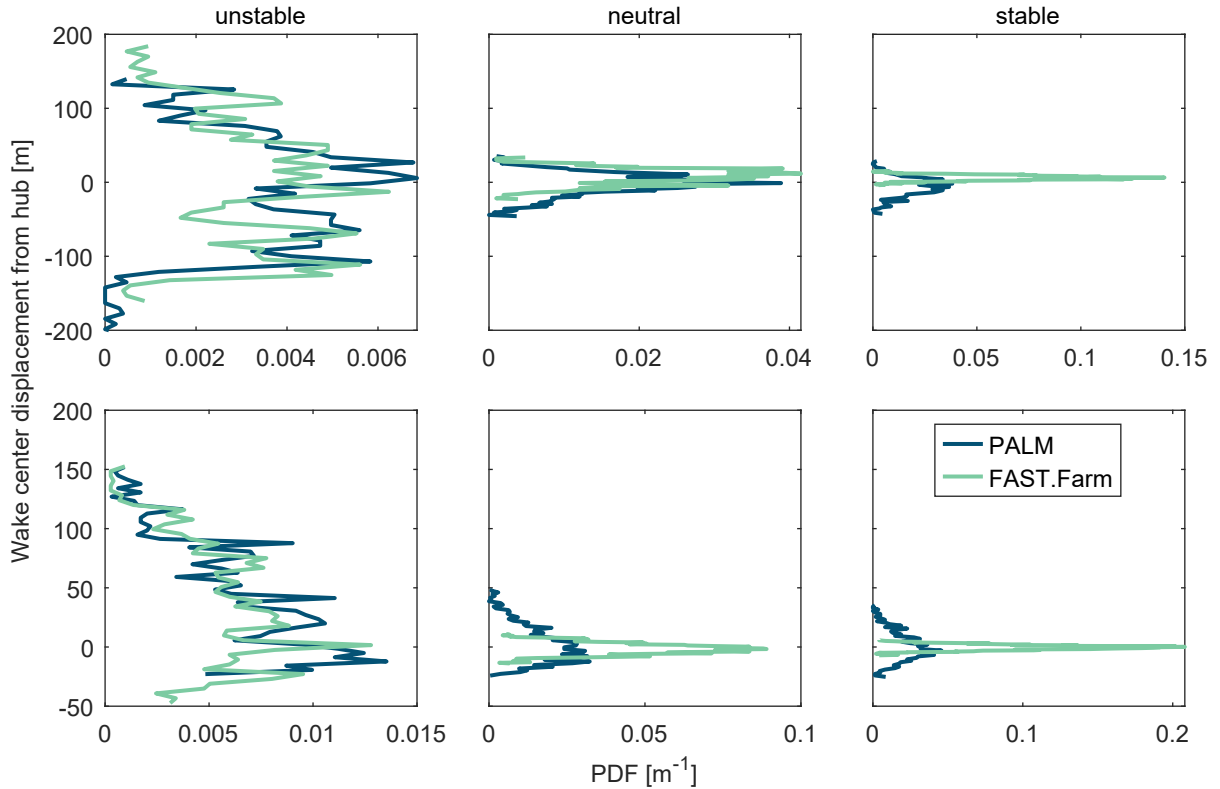 unstable
neutral
stable
Wake center displacement from hub [m]
200
100
0
-100
-200
0 0.002 0.004 0.006
0 0.02 0.04
0 0.05 0.1 0.15
200
150
100
50
0
-50
PALM
FAST.Farm
0 0.005 0.01 0.015
0 0.05 0.1
0 0.1 0.2
PDF [m⁻¹]